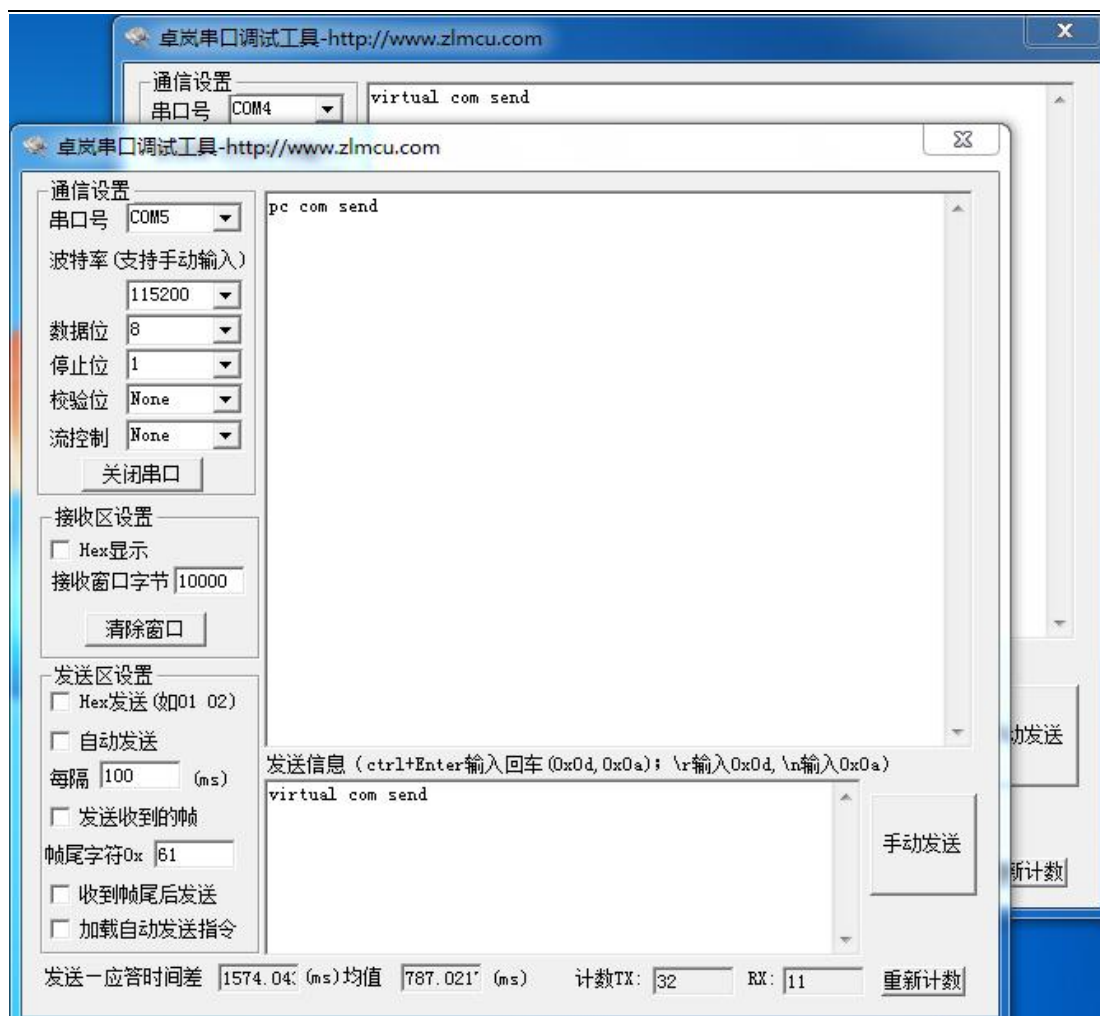 卓岚串口调试工具-http://www.zlmcu.com
x
通信设置
串口号 COM4
virtual com send
卓岚串口调试工具-http://www.zlmcu.com
通信设置
串口号 COM5
pc com send
波特率(支持手动输入)
115200
数据位 8
停止位 1
校验位 None
流控制 None
关闭串口
接收区设置
Hex显示
接收窗口字节 10000
清除窗口
发送区设置
Hex发送(如01 02)
自动发送
每隔 100 (ms)
发送收到的帧
帧尾字符0x 61
收到帧尾后发送
加载自动发送指令
发送信息（ctrl+Enter输入回车(0x0d,0x0a)；\r输入0x0d,\n输入0x0a)
virtual com send
手动发送
动发送
新计数
发送一应答时间差 1574.04 (ms)均值 787.021 (ms) 计数TX: 32 RX: 11 重新计数